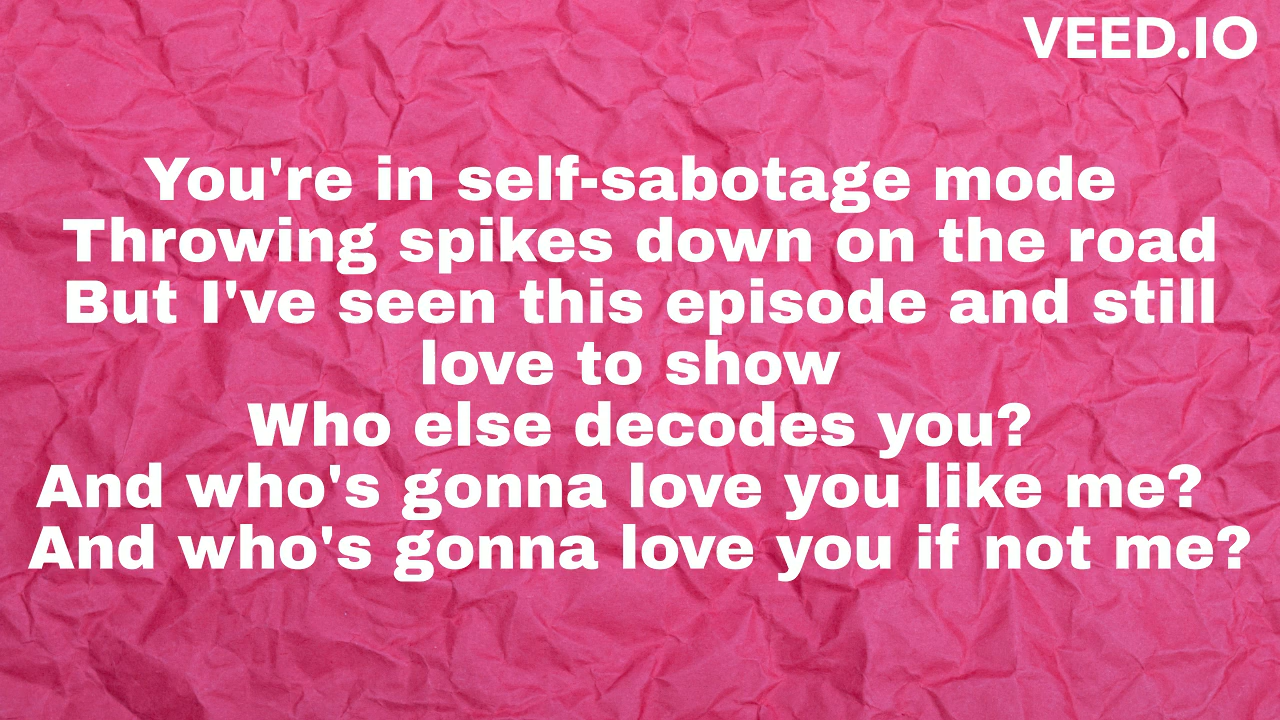 VEED.IO
You're in self-sabotage mode
Throwing spikes down on the road
But I've seen this episode and still
love to show
Who else decodes you?
And who's gonna love you like me?
And who's gonna love you if not me?